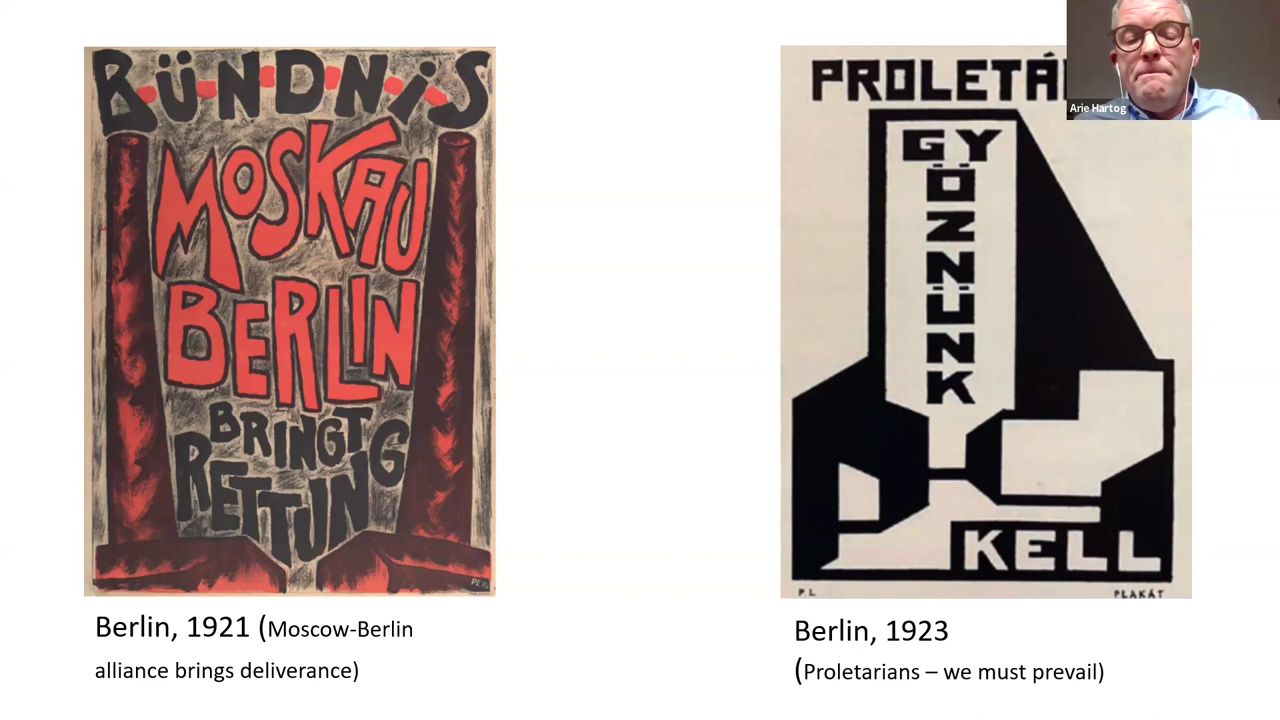 BÜNDNiS
MOSKAU
BERLIN
BRINGT
RETTUNG
Berlin, 1921 (Moscow-Berlin
alliance brings deliverance)
PROLETÁ
GYŐZNÜNK
KELL
P.L
PLAKÁT
Berlin, 1923
(Proletarians – we must prevail)
Arie Hartog